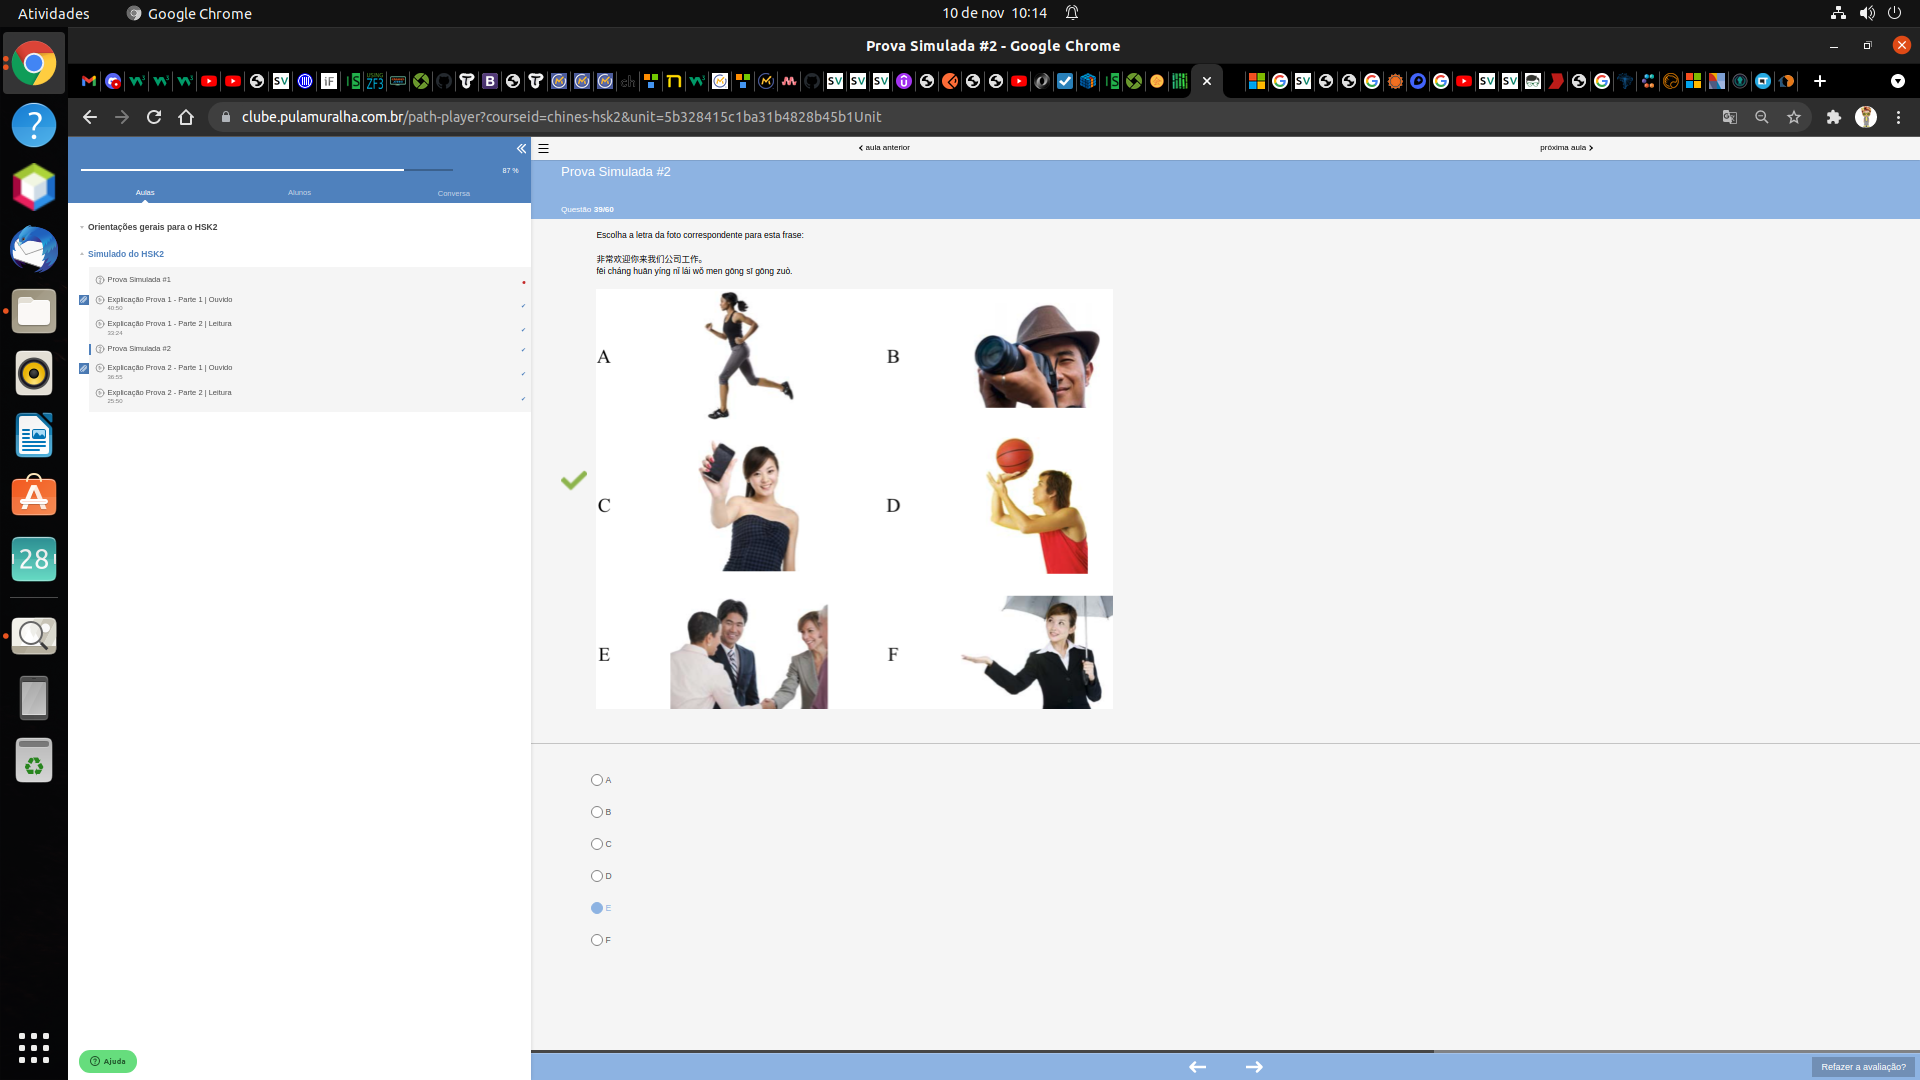 Atividades
Google Chrome
10 de nov 10:14
Prova Simulada #2 - Google Chrome
clube.pulamuralha.com.br/path-player?courseid=chines-hsk2&unit=5b328415c1ba31b4828b45b1Unit
87 %
Aulas
Alunos
Conversa
Orientações gerais para o HSK2
Simulado do HSK2
Prova Simulada #1
Explicação Prova 1 - Parte 1 | Ouvido
40:50
Explicação Prova 1 - Parte 2 | Leitura
33:24
Prova Simulada #2
Explicação Prova 2 - Parte 1 | Ouvido
36:55
Explicação Prova 2 - Parte 2 | Leitura
25:50
Ajuda
28
aula anterior
próxima aula
Prova Simulada #2
Questão 39/60
Escolha a letra da foto correspondente para esta frase:
非常欢迎你来我们公司工作。
fēi cháng huān yíng nǐ lái wǒ men gōng sī gōng zuò.
A
B
C
D
E
F
A
B
C
D
E
F
Refazer a avaliação?